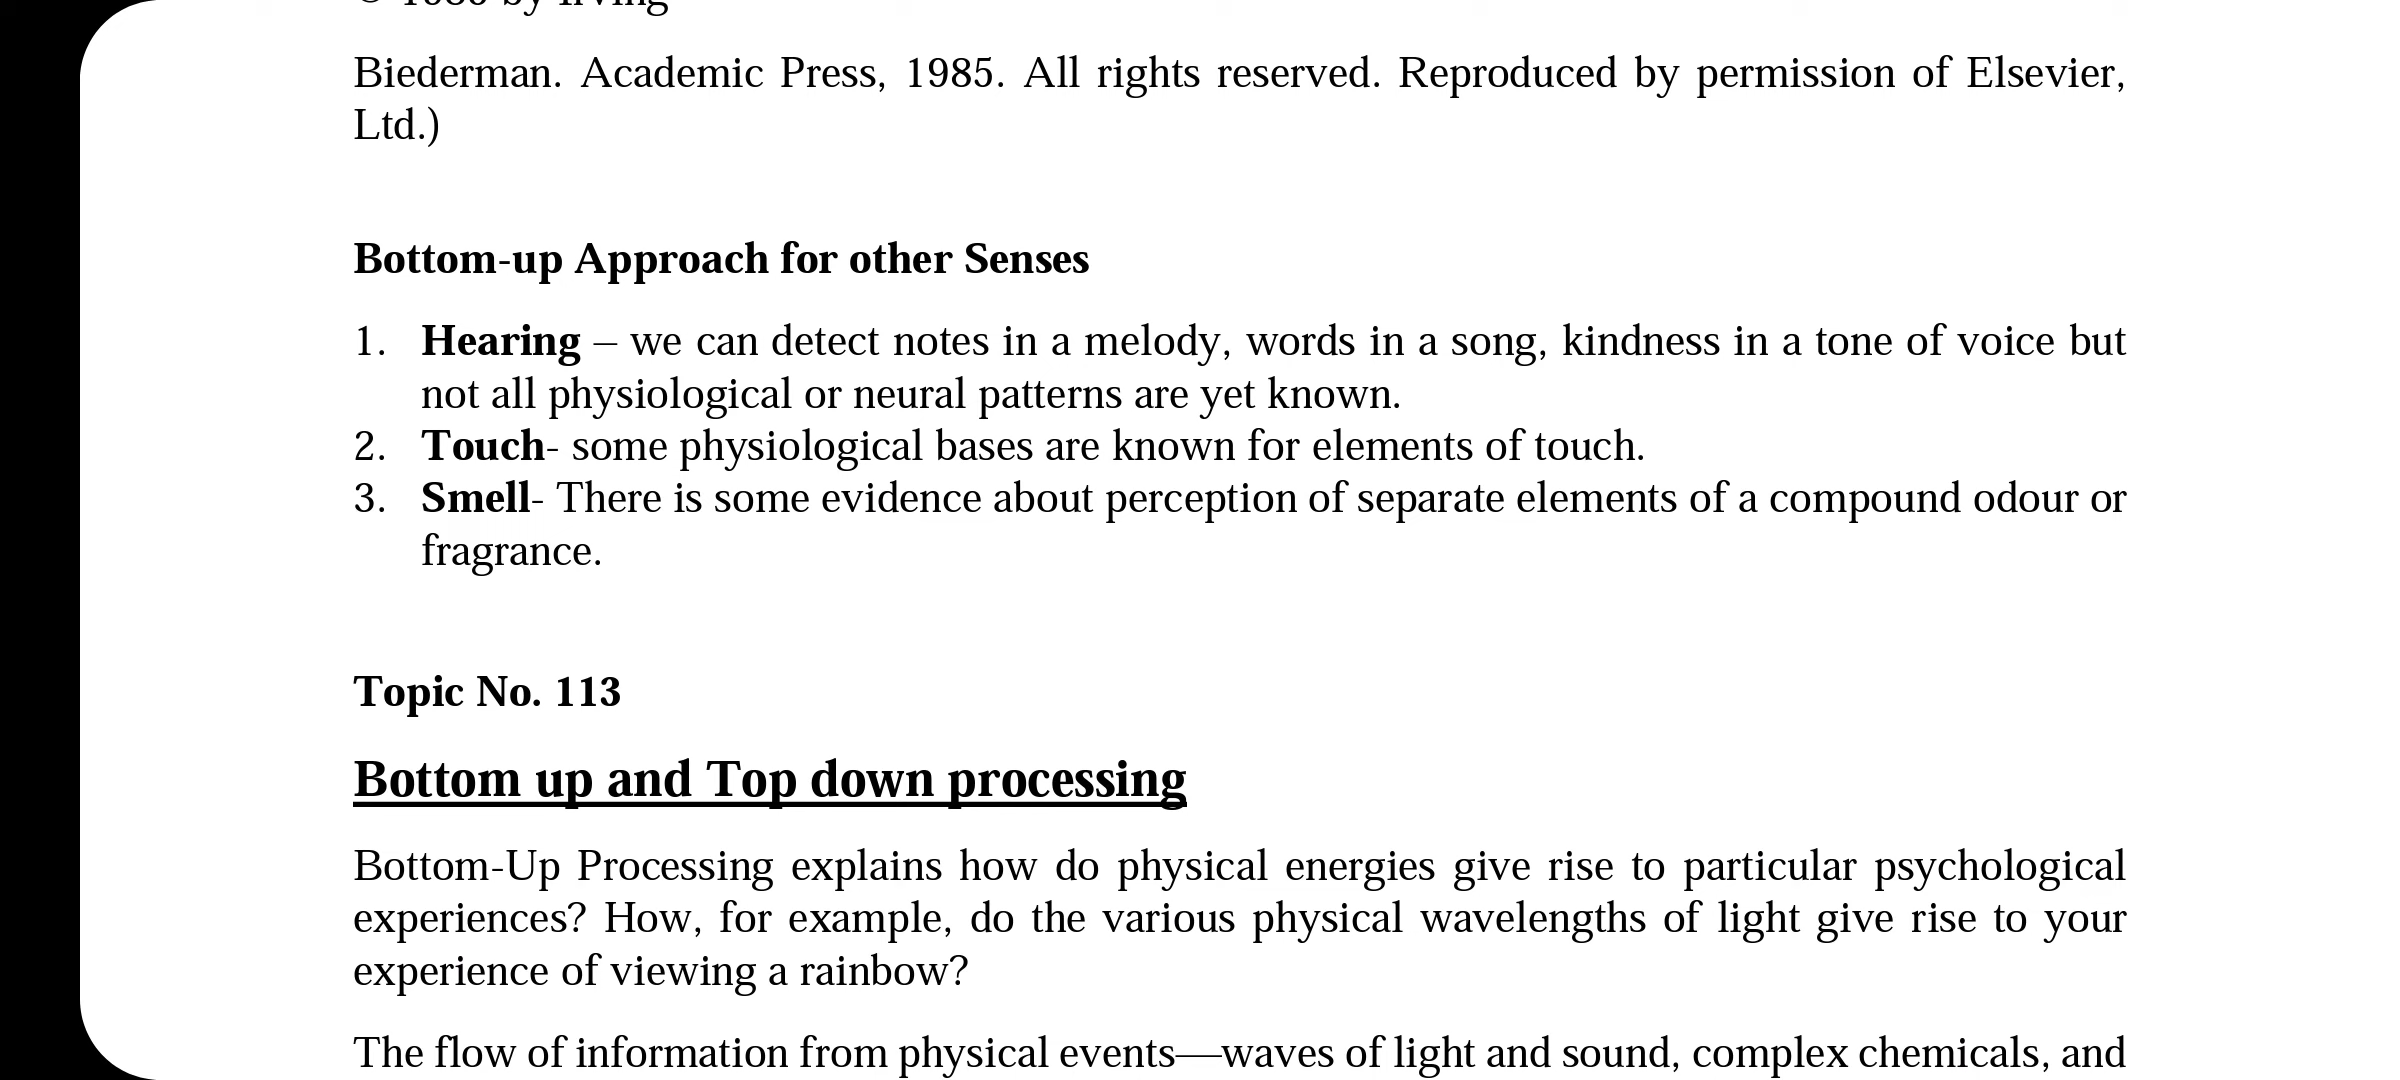 © 1985 by Irving
Biederman. Academic Press, 1985. All rights reserved. Reproduced by permission of Elsevier,
Ltd.)
Bottom-up Approach for other Senses
1. Hearing – we can detect notes in a melody, words in a song, kindness in a tone of voice but
not all physiological or neural patterns are yet known.
2. Touch- some physiological bases are known for elements of touch.
3. Smell- There is some evidence about perception of separate elements of a compound odour or
fragrance.
Topic No. 113
Bottom up and Top down processing
Bottom-Up Processing explains how do physical energies give rise to particular psychological
experiences? How, for example, do the various physical wavelengths of light give rise to your
experience of viewing a rainbow?
The flow of information from physical events—waves of light and sound, complex chemicals, and